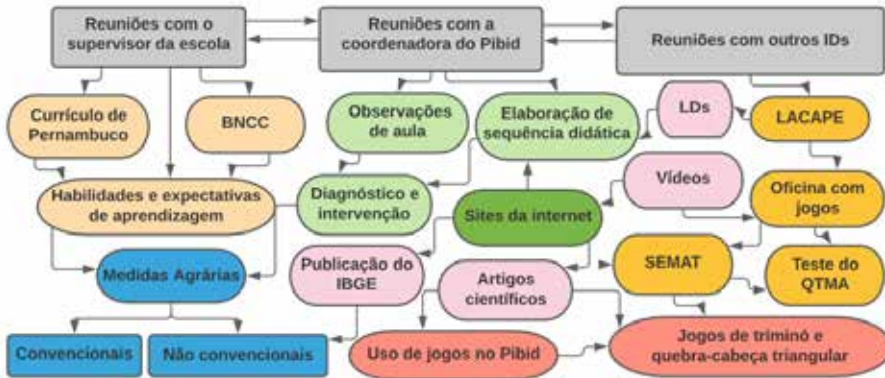 Reuniões com o
supervisor da escola
Reuniões com a
coordenadora do Pibid
Reuniões com outros IDs
Currículo de
Pernambuco
BNCC
Observações
de aula
Elaboração de
sequência didática
LDs
LACAPE
Habilidades e expectativas
de aprendizagem
Diagnóstico e
intervenção
Sites da internet
Vídeos
Oficina com
jogos
Medidas Agrárias
Publicação do
IBGE
Artigos
científicos
SEMAT
Teste do
QTMA
Convencionais
Não convencionais
Uso de jogos no Pibid
Jogos de triminó e
quebra-cabeça triangular